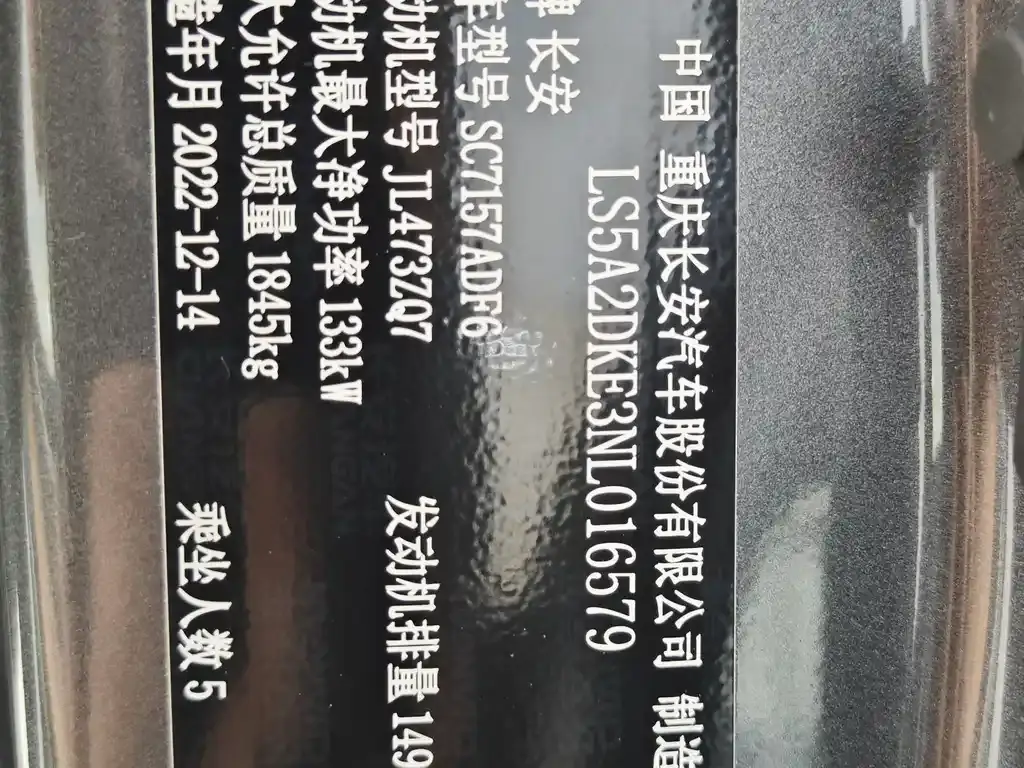 中国 重庆长安汽车股份有限公司 制造
LS5A2DKE3NL016579
牌 长安
车型号 SC7157ADF6
动机型号 JL473ZQ7 发动机排量 149
动机最大净功率 133kW
大允许总质量 1845kg
造年月 2022-12-14 乘坐人数 5